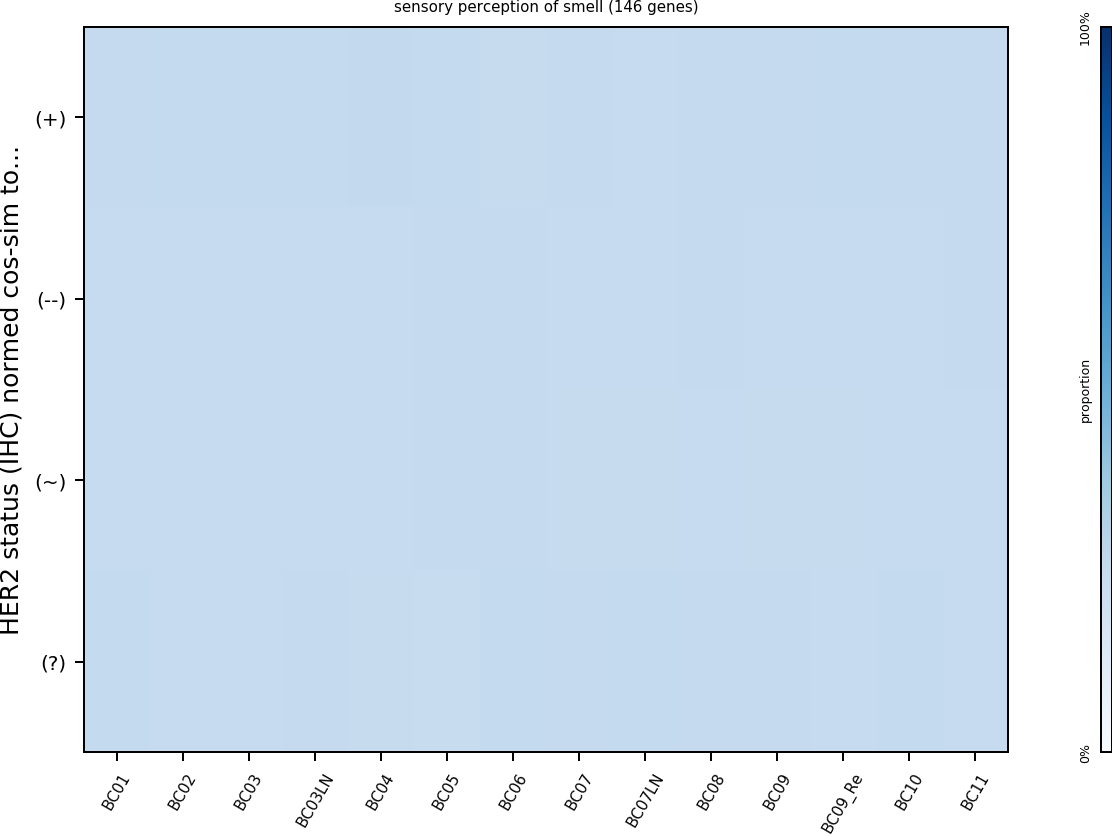 sensory perception of smell (146 genes)
HER2 status (IHC) normed cos-sim to...
(+)
(--)
(~)
(?)
BC01
BC02
BC03
BC03LN
BC04
BC05
BC06
BC07
BC07LN
BC08
BC09
BC09_Re
BC10
BC11
100%
proportion
0%